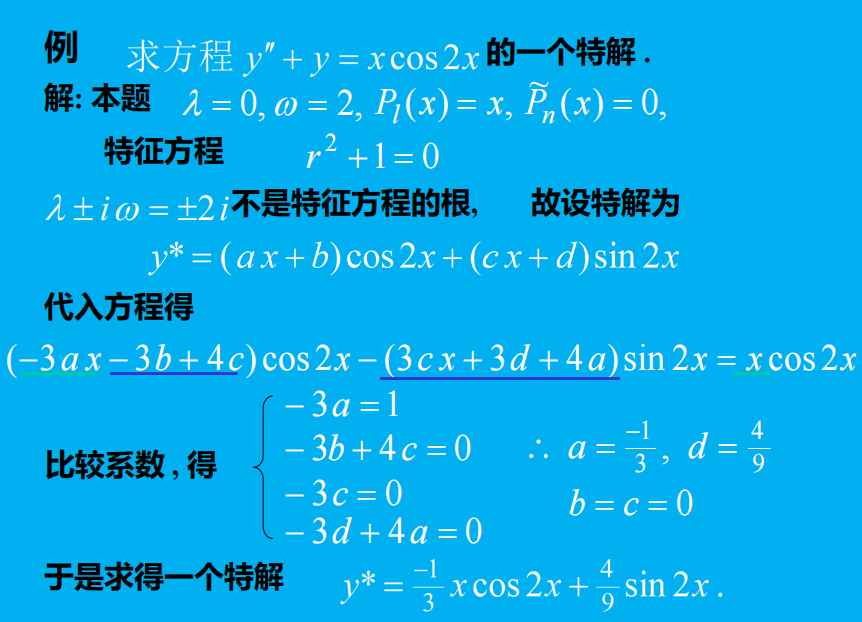 例 求方程 y″ + y = x cos 2x 的一个特解 .
解: 本题 λ = 0, ω = 2, P_l(x) = x, P̃_n(x) = 0,
特征方程 r² + 1 = 0
λ ± iω = ±2i 不是特征方程的根, 故设特解为
y* = (ax + b) cos 2x + (cx + d) sin 2x
代入方程得
(−3ax − 3b + 4c) cos 2x − (3cx + 3d + 4a) sin 2x = x cos 2x
− 3a = 1
− 3b + 4c = 0
比较系数 , 得 ∴ a = −1/3, d = 4/9
− 3c = 0
b = c = 0
− 3d + 4a = 0
于是求得一个特解 y* = −1/3 x cos 2x + 4/9 sin 2x .